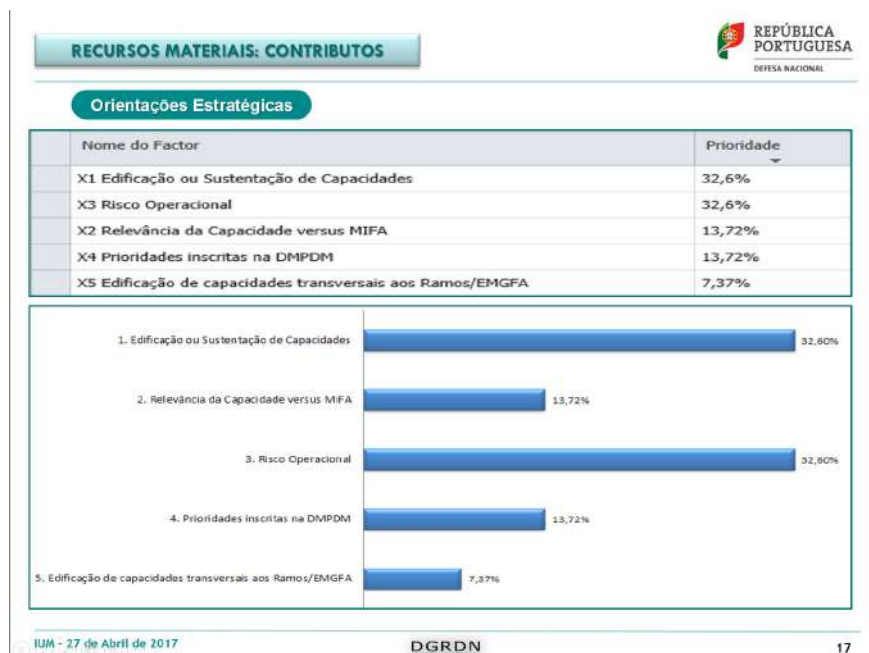 RECURSOS MATERIAIS: CONTRIBUTOS
REPÚBLICA
PORTUGUESA
DEFESA NACIONAL
Orientações Estratégicas
Nome do Factor Prioridade
X1 Edificação ou Sustentação de Capacidades 32,6%
X3 Risco Operacional 32,6%
X2 Relevância da Capacidade versus MIFA 13,72%
X4 Prioridades inscritas na DMPDM 13,72%
X5 Edificação de capacidades transversais aos Ramos/EMGFA 7,37%
1. Edificação ou Sustentação de Capacidades 32,60%
2. Relevância da Capacidade versus MIFA 13,72%
3. Risco Operacional 32,60%
4. Prioridades inscritas na DMPDM 13,72%
5. Edificação de capacidades transversais aos Ramos/EMGFA 7,37%
IUM - 27 de Abril de 2017 DGRDN 17